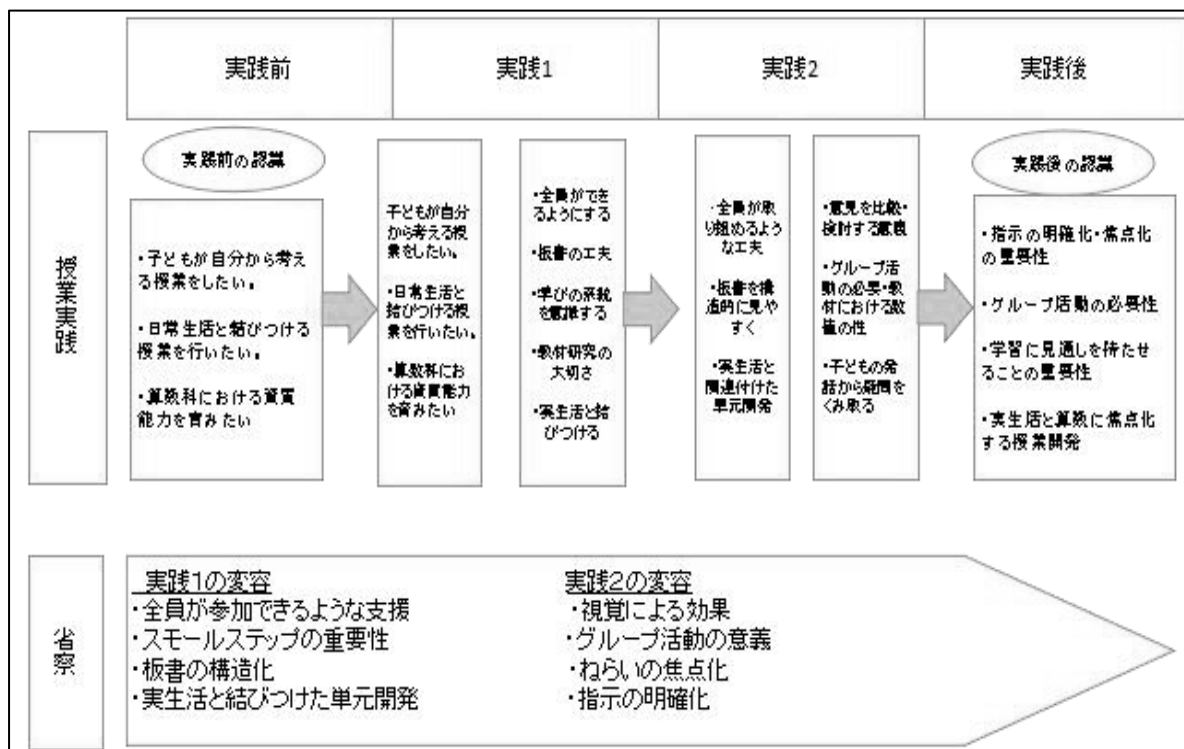 実践前
実践1
実践2
実践後
授業実践
実践前の認識
・子どもが自分から考え
る授業をしたい。
・日常生活と結びつける
授業を行いたい。
・算数科における資質
能力を育みたい
子どもが自分
から考える授
業をしたい。
・日常生活と
結びつける授
業を行いたい。
・算数科にお
ける資質能力
を育みたい
・全員ができ
るようにする
・板書の工夫
・学びの系統
を意識する
・教材研究の
大切さ
・実生活と結
びつける
・全員が取
り組めるよう
な工夫
・板書を構
造的に見や
すく
・実生活と
関連付けた
単元開発
・意見を比較・
検討する意識
・グループ活
動の必要・教
材における数
値の性
・子どもの発
話から疑問を
くみ取る
実践後の認識
・指示の明確化・焦点化
の重要性
・グループ活動の必要性
・学習に見通しを持たせ
ることの重要性
・実生活と算数に焦点化
する授業開発
省察
実践1の変容
・全員が参加できるような支援
・スモールステップの重要性
・板書の構造化
・実生活と結びつけた単元開発
実践2の変容
・視覚による効果
・グループ活動の意義
・ねらいの焦点化
・指示の明確化